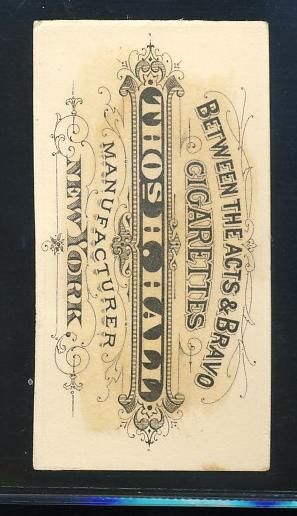 BETWEEN THE ACTS & BRAVO
CIGARETTES
THOS. H. HALL
MANUFACTURER
NEW YORK.